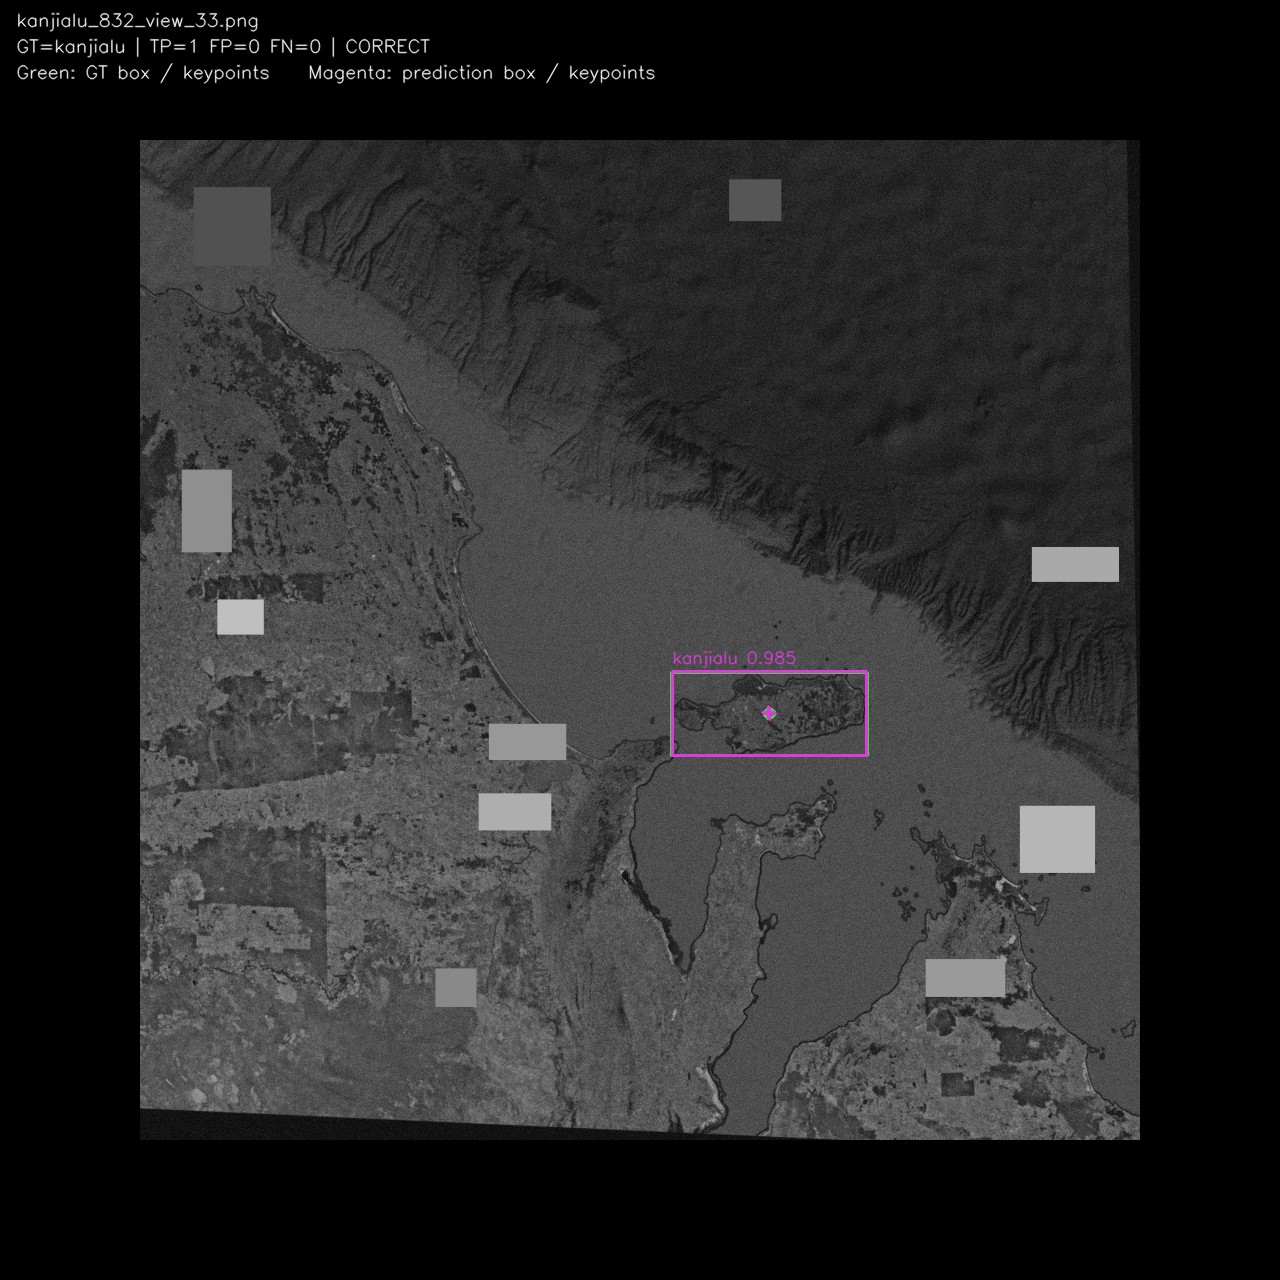 kanjialu_832_view_33.png
GT=kanjialu | TP=1 FP=0 FN=0 | CORRECT
Green: GT box / keypoints    Magenta: prediction box / keypoints
kanjialu 0.985